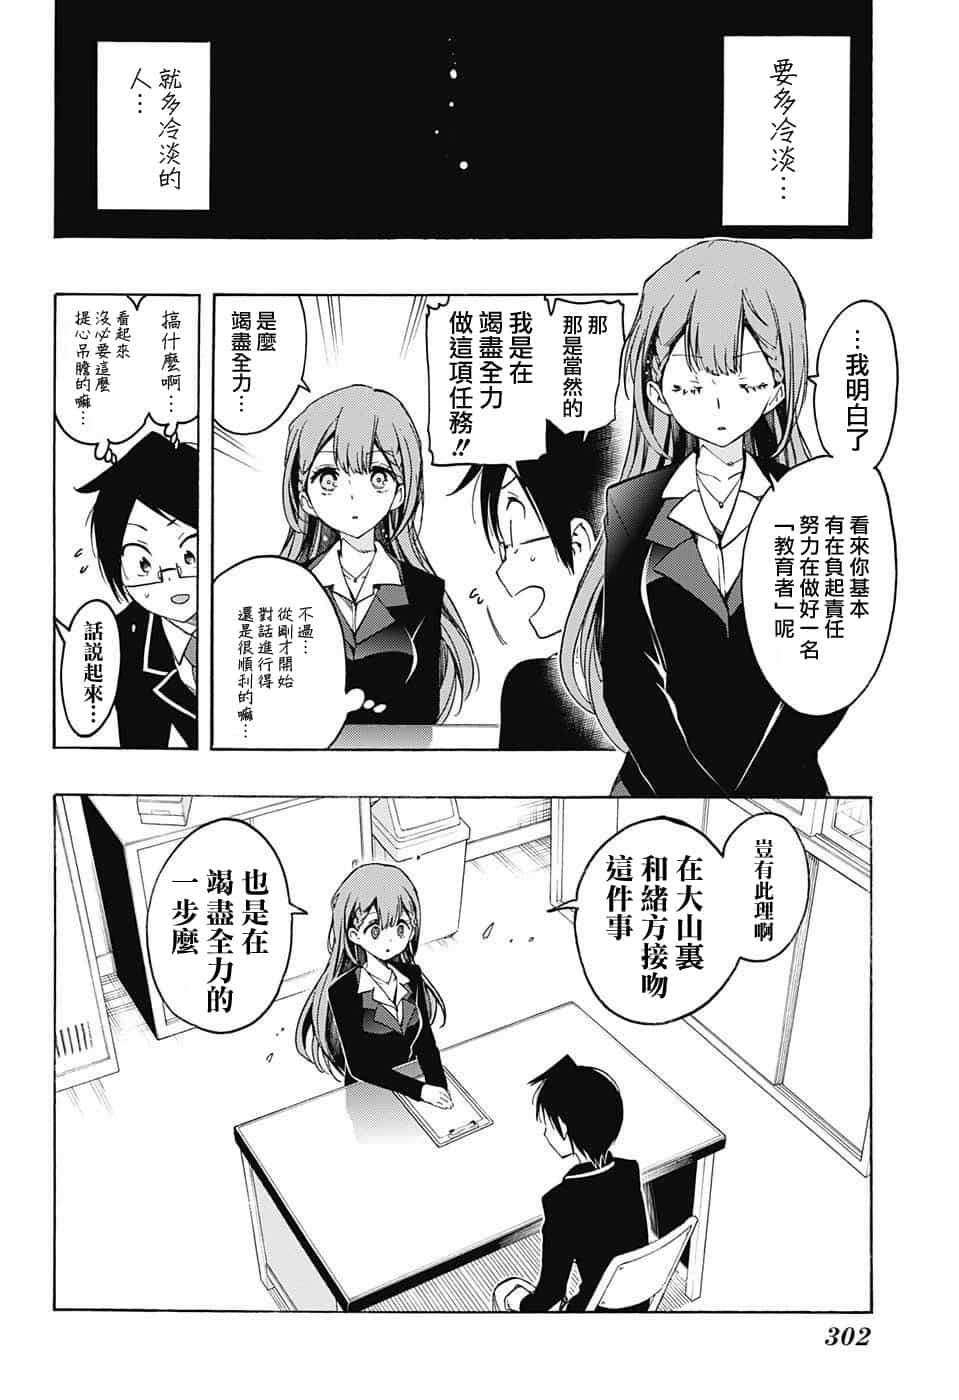 要多冷淡…
就多冷淡的
人…
…我明白了
看來你基本
有在負起責任
努力在做好一名
「教育者」呢
那
那是當然的
我是在
竭盡全力
做這項任務!!
是麼
竭盡全力…
不過…
從剛才開始
對話進行得
還是很順利的嘛…
搞什麼啊…
看起來
沒必要這麼
提心吊膽的嘛…
話說起來…
豈有此理啊
在大山裏
和緒方接吻
這件事
也是在
竭盡全力的
一步麼
302